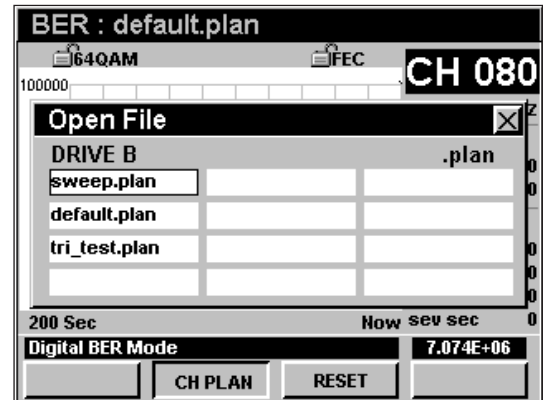 BER : default.plan
64QAM FEC CH 080
100000
Open File
DRIVE B .plan
sweep.plan
default.plan
tri_test.plan
200 Sec Now sev sec 0
Digital BER Mode 7.074E+06
CH PLAN RESET